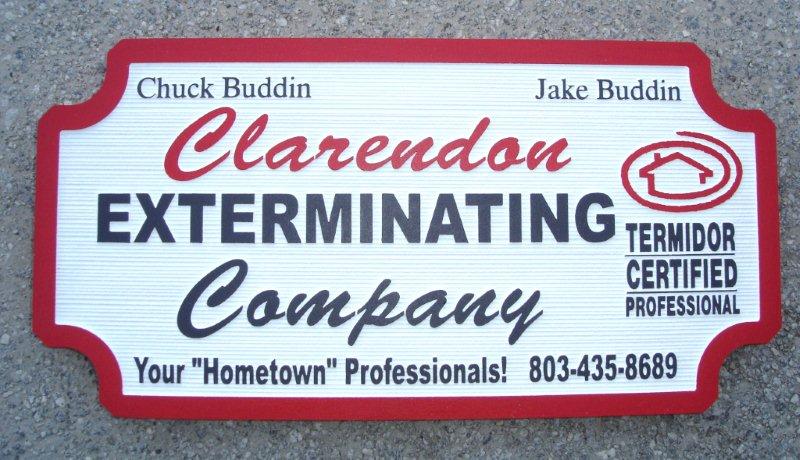 Chuck Buddin Jake Buddin
Clarendon
EXTERMINATING
Company
TERMIDOR
CERTIFIED
PROFESSIONAL
Your "Hometown" Professionals! 803-435-8689